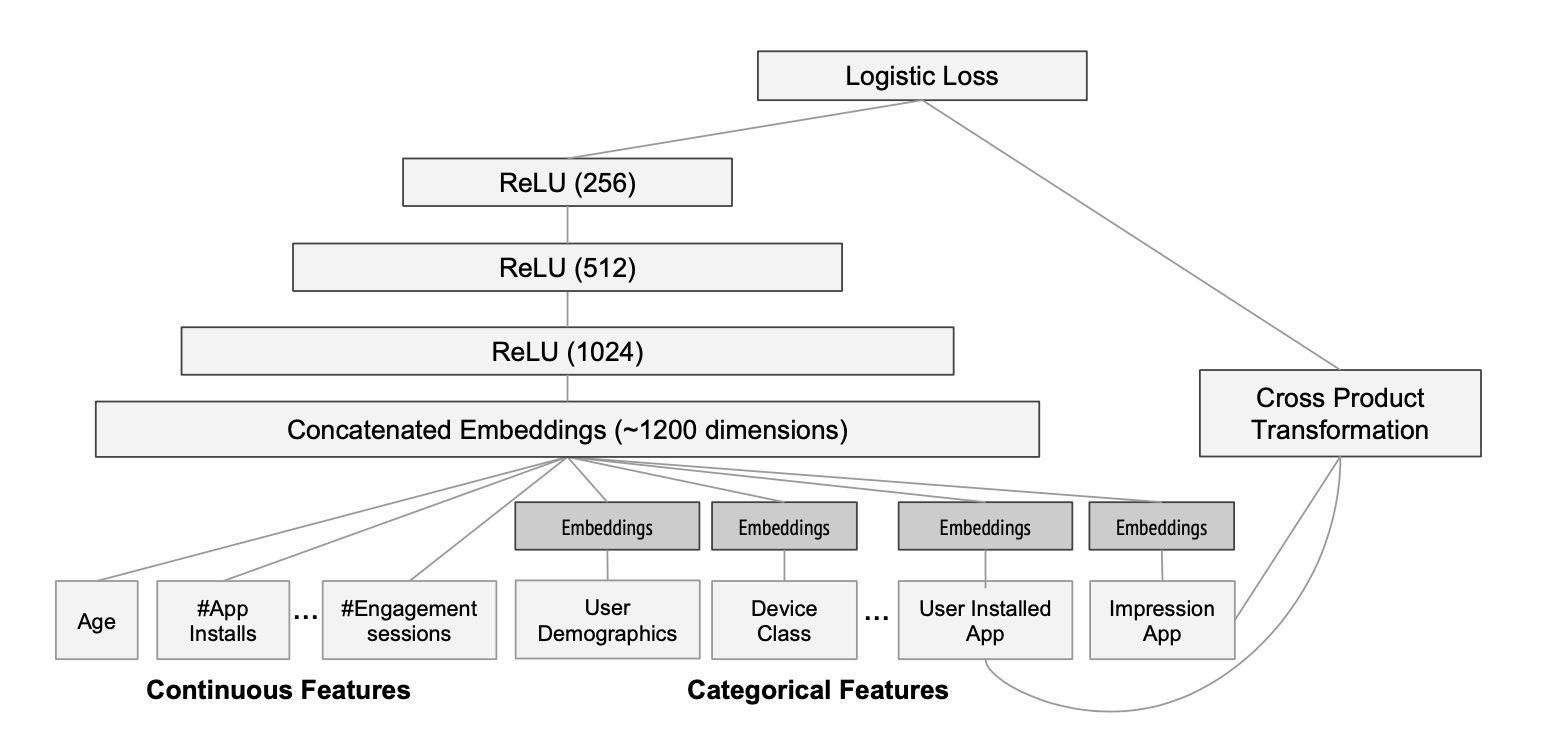 Logistic Loss
ReLU (256)
ReLU (512)
ReLU (1024)
Concatenated Embeddings (~1200 dimensions)
Cross Product
Transformation
Embeddings
Embeddings
Embeddings
Embeddings
Age
#App
Installs
...
#Engagement
sessions
User
Demographics
Device
Class
...
User Installed
App
Impression
App
Continuous Features
Categorical Features